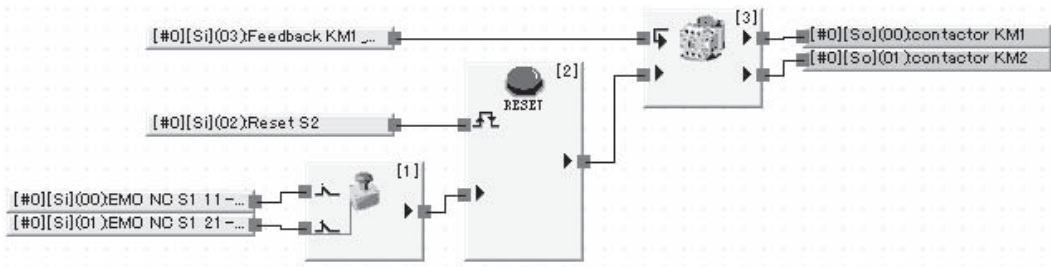 [3]
[#0][Si](03):Feedback KM1_...
[#0][So](00):contactor KM1
[#0][So](01):contactor KM2
[2]
RESET
[#0][Si](02):Reset S2
[1]
[#0][Si](00):EMO NC S1 11-...
[#0][Si](01):EMO NC S1 21-...